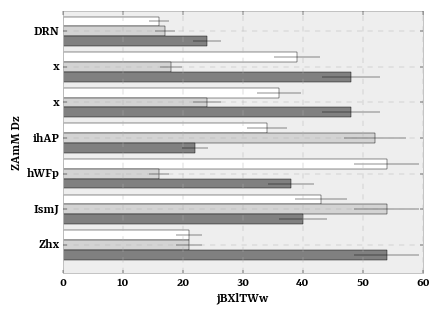 DRN
x
x
ihAP
hWFp
IsmJ
Zhx
ZAmM Dz
0 10 20 30 40 50 60
jBXlTWw